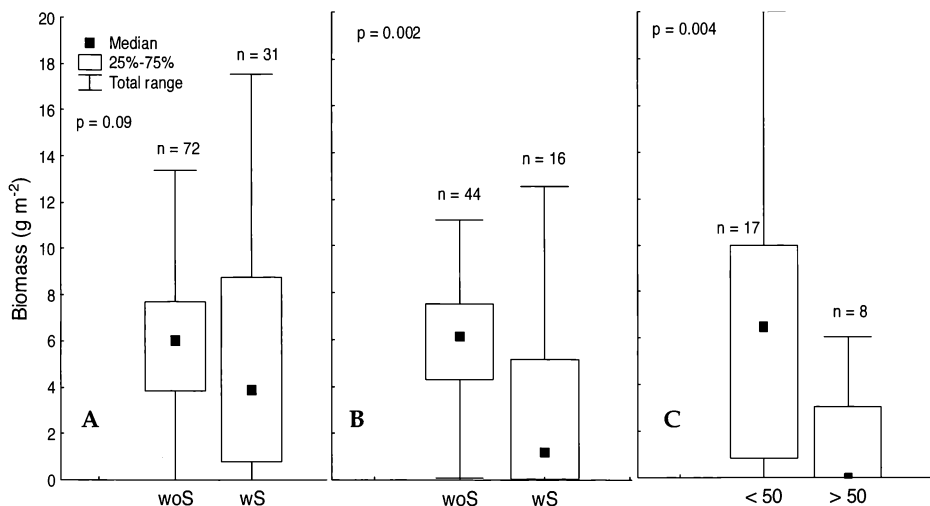 Biomass (g m⁻²)
20
18
16
14
12
10
8
6
4
2
0
Median
25%-75%
Total range
p = 0.09
n = 72
n = 31
A
woS
wS
p = 0.002
n = 44
n = 16
B
woS
wS
p = 0.004
n = 17
n = 8
C
< 50
> 50